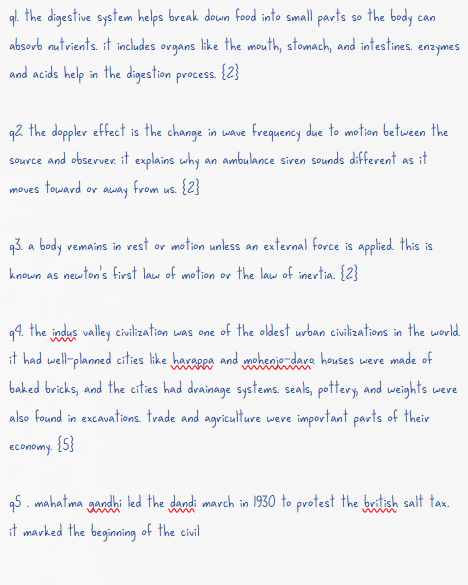 q1. the digestive system helps break down food into small parts so the body can
absorb nutrients. it includes organs like the mouth, stomach, and intestines. enzymes
and acids help in the digestion process. {2}
q2 the doppler effect is the change in wave frequency due to motion between the
source and observer. it explains why an ambulance siren sounds different as it
moves toward or away from us. {2}
q3. a body remains in rest or motion unless an external force is applied. this is
known as newton's first law of motion or the law of inertia. {2}
q4. the indus valley civilization was one of the oldest urban civilizations in the world.
it had well-planned cities like harappa and mohenjo-daro. houses were made of
baked bricks, and the cities had drainage systems. seals, pottery, and weights were
also found in excavations. trade and agriculture were important parts of their
economy. {5}
q5 . mahatma gandhi led the dandi march in 1930 to protest the british salt tax.
it marked the beginning of the civil